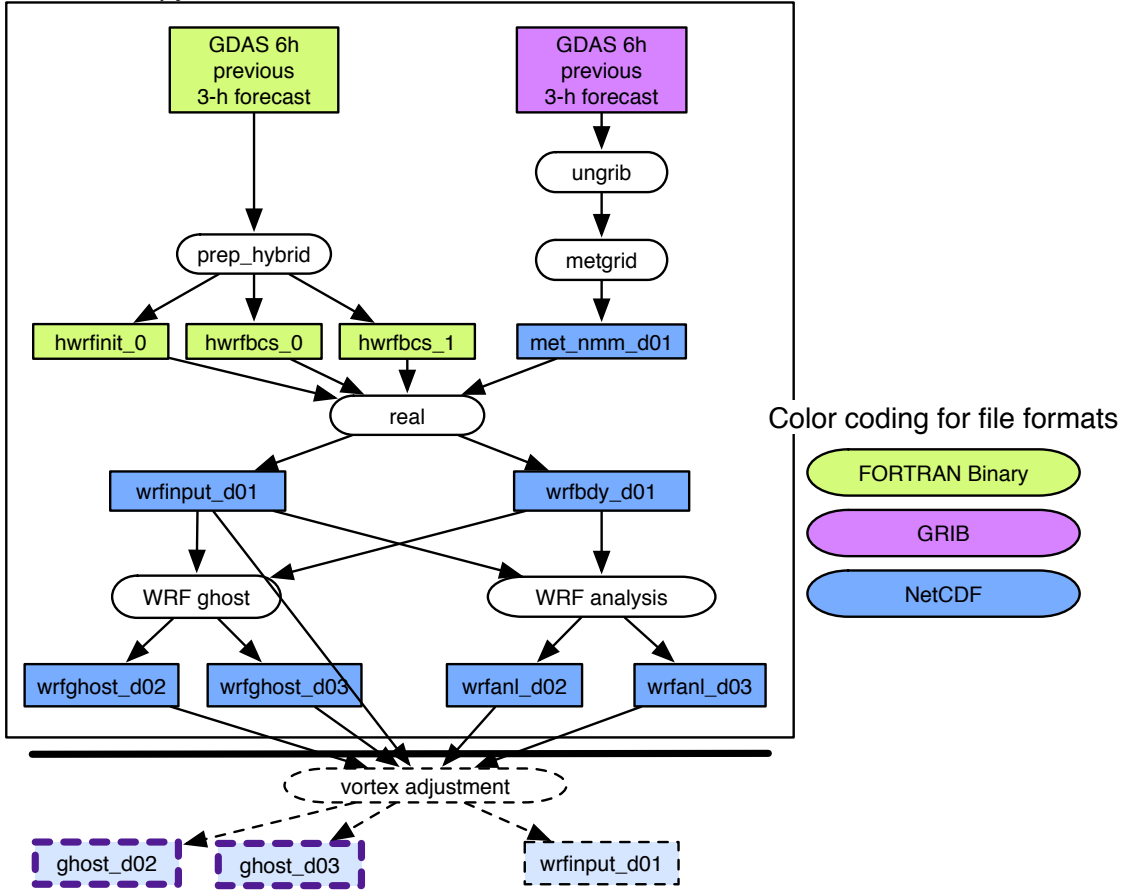 GDAS 6h
previous
3-h forecast
GDAS 6h
previous
3-h forecast
ungrib
prep_hybrid
metgrid
hwrfinit_0
hwrfbcs_0
hwrfbcs_1
met_nmm_d01
real
Color coding for file formats
FORTRAN Binary
GRIB
NetCDF
wrfinput_d01
wrfbdy_d01
WRF ghost
WRF analysis
wrfghost_d02
wrfghost_d03
wrfanl_d02
wrfanl_d03
vortex adjustment
ghost_d02
ghost_d03
wrfinput_d01